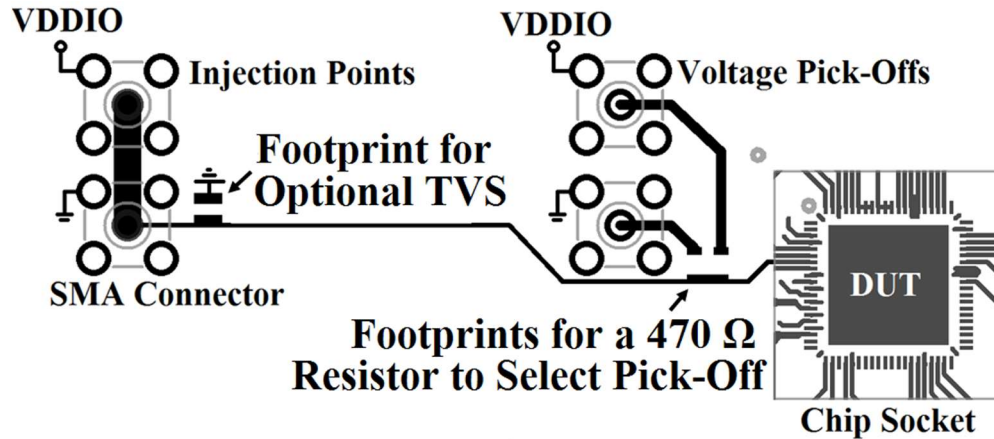 VDDIO
Injection Points
Footprint for
Optional TVS
SMA Connector
VDDIO
Voltage Pick-Offs
Footprints for a 470 Ω
Resistor to Select Pick-Off
DUT
Chip Socket